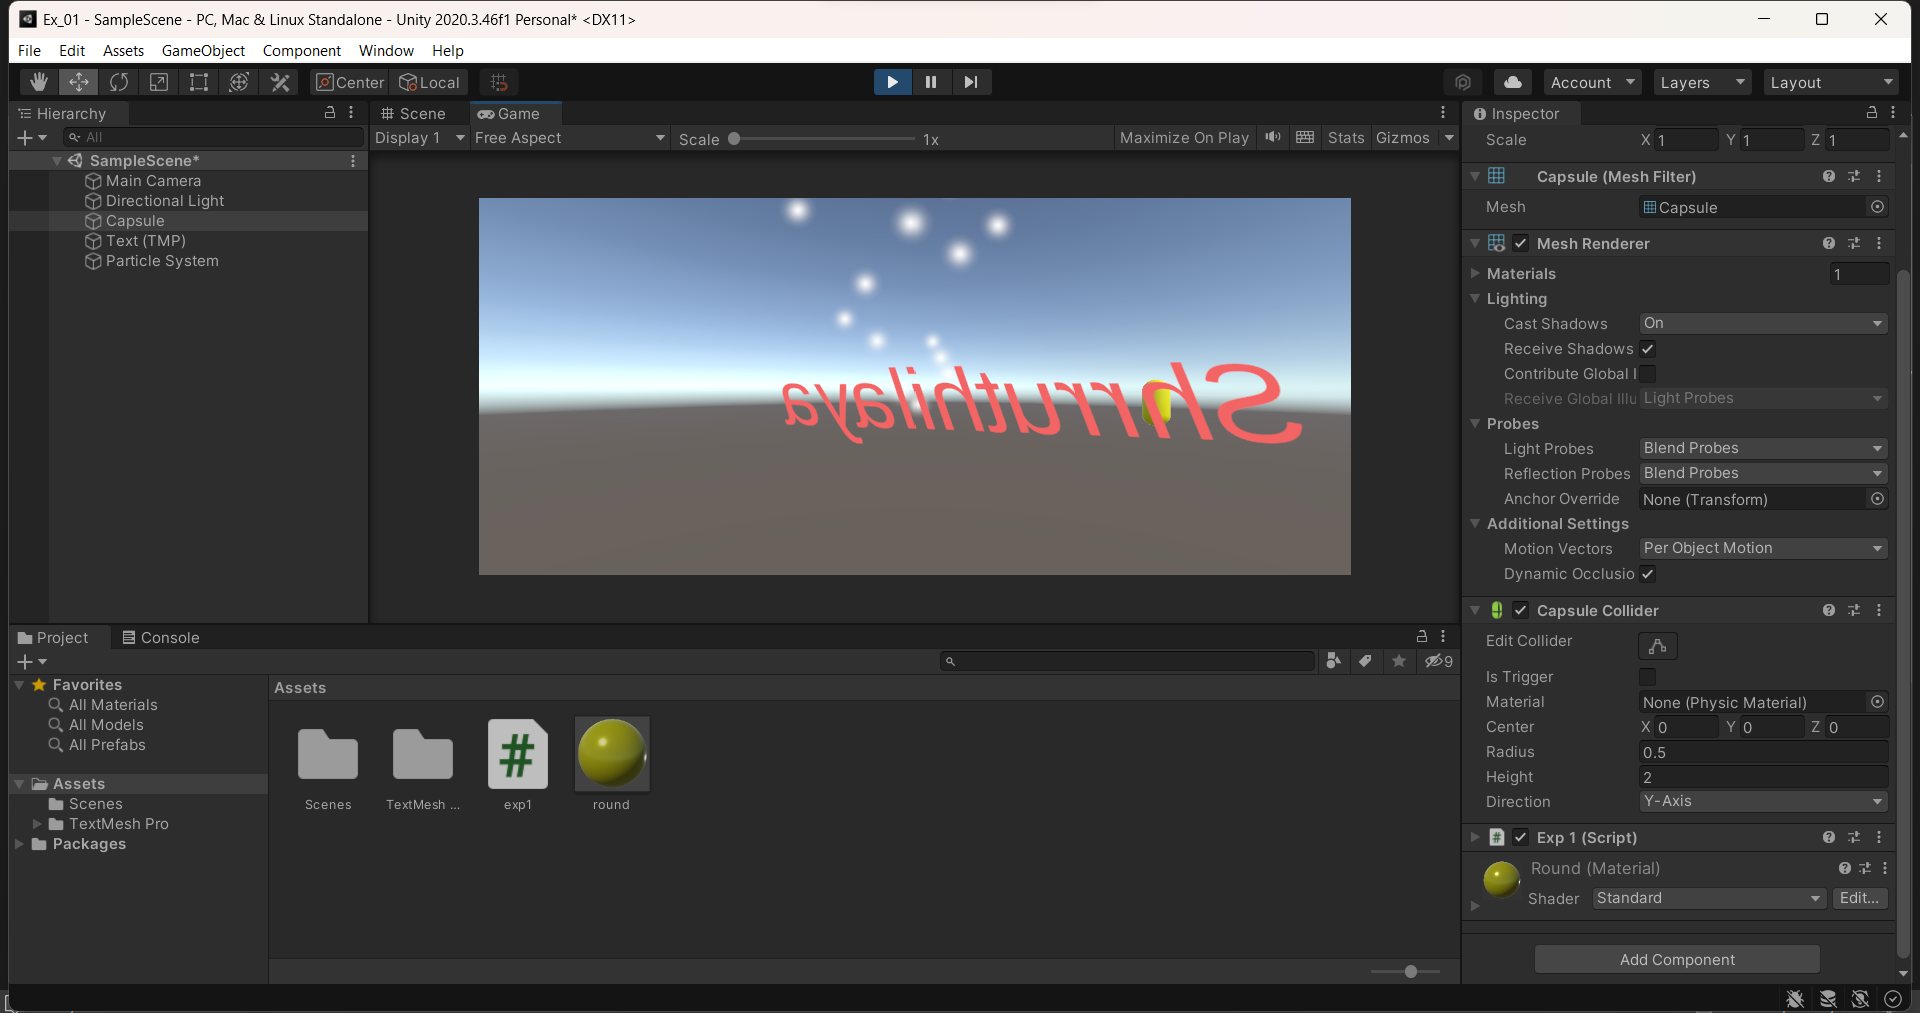 Ex_01 - SampleScene - PC, Mac & Linux Standalone - Unity 2020.3.46f1 Personal* <DX11>
File Edit Assets GameObject Component Window Help
Center Local Account Layers Layout
Hierarchy
All
SampleScene*
Main Camera
Directional Light
Capsule
Text (TMP)
Particle System
Scene Game
Display 1 Free Aspect Scale 1x Maximize On Play Stats Gizmos
Shrruthilaya
Project Console
9
Favorites
All Materials
All Models
All Prefabs
Assets
Scenes
TextMesh Pro
Packages
Assets
Scenes TextMesh ... exp1 round
Inspector
Scale X 1 Y 1 Z 1
Capsule (Mesh Filter)
Mesh Capsule
Mesh Renderer
Materials 1
Lighting
Cast Shadows On
Receive Shadows
Contribute Global I
Receive Global Illu Light Probes
Probes
Light Probes Blend Probes
Reflection Probes Blend Probes
Anchor Override None (Transform)
Additional Settings
Motion Vectors Per Object Motion
Dynamic Occlusio
Capsule Collider
Edit Collider
Is Trigger
Material None (Physic Material)
Center X 0 Y 0 Z 0
Radius 0.5
Height 2
Direction Y-Axis
Exp 1 (Script)
Round (Material)
Shader Standard Edit...
Add Component